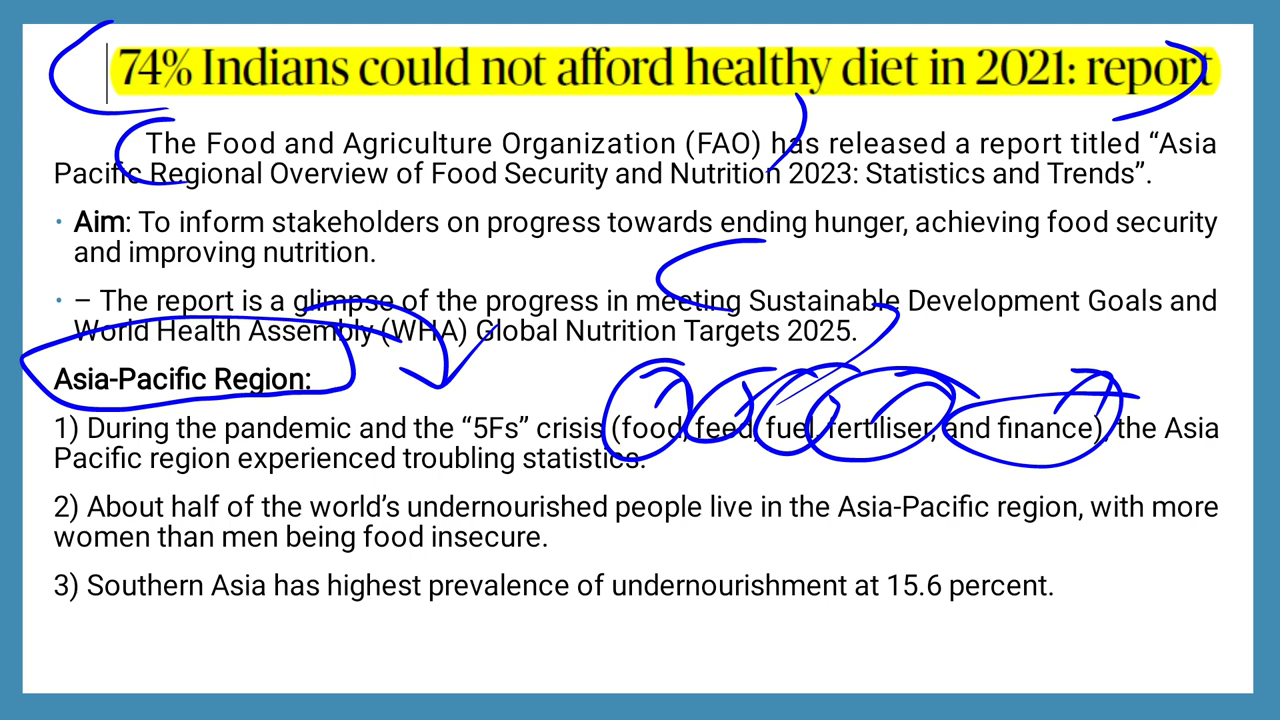 74% Indians could not afford healthy diet in 2021: report
The Food and Agriculture Organization (FAO) has released a report titled “Asia
Pacific Regional Overview of Food Security and Nutrition 2023: Statistics and Trends”.
• Aim: To inform stakeholders on progress towards ending hunger, achieving food security
and improving nutrition.
• – The report is a glimpse of the progress in meeting Sustainable Development Goals and
World Health Assembly (WHA) Global Nutrition Targets 2025.
Asia-Pacific Region:
1) During the pandemic and the “5Fs” crisis (food, feed, fuel, fertiliser, and finance), the Asia
Pacific region experienced troubling statistics.
2) About half of the world’s undernourished people live in the Asia-Pacific region, with more
women than men being food insecure.
3) Southern Asia has highest prevalence of undernourishment at 15.6 percent.